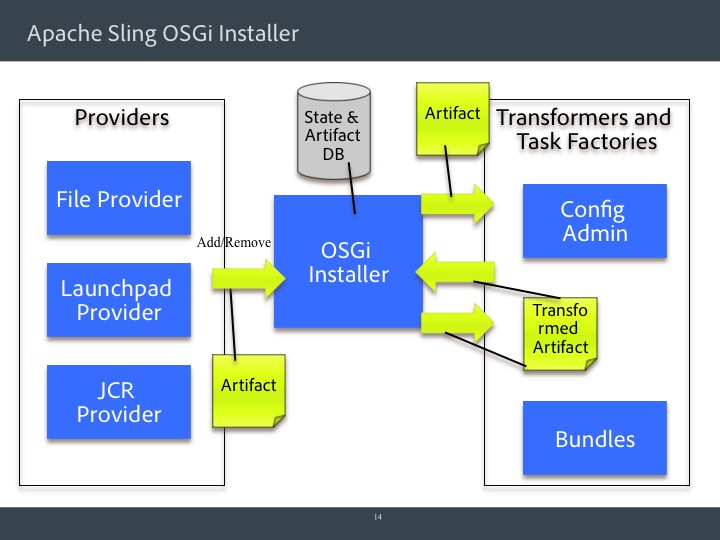 Apache Sling OSGi Installer
Providers
File Provider
Launchpad
Provider
JCR
Provider
Add/Remove
Artifact
State &
Artifact
DB
OSGi
Installer
Artifact
Transformers and
Task Factories
Config
Admin
Transfo
rmed
Artifact
Bundles
14